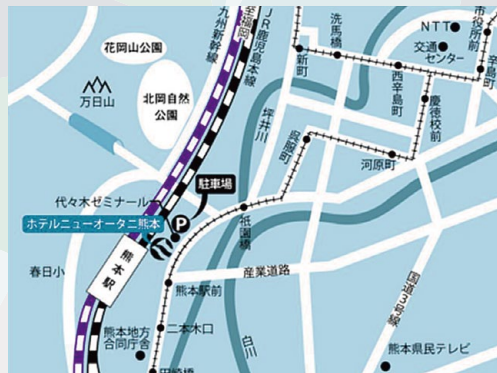 花岡山公園
万日山
北岡自然
公園
九州新幹線
至福岡
JR鹿児島本線
新町
洗馬橋
西辛島町
NTT
交通
センター
市役所前
辛島町
慶徳校前
坪井川
呉服町
河原町
駐車場
P
代々木ゼミナール
ホテルニューオータニ熊本
祇園橋
春日小
熊本駅
産業道路
熊本駅前
国道3号線
熊本地方
合同庁舎
二本木口
白川
熊本県民テレビ
田崎橋